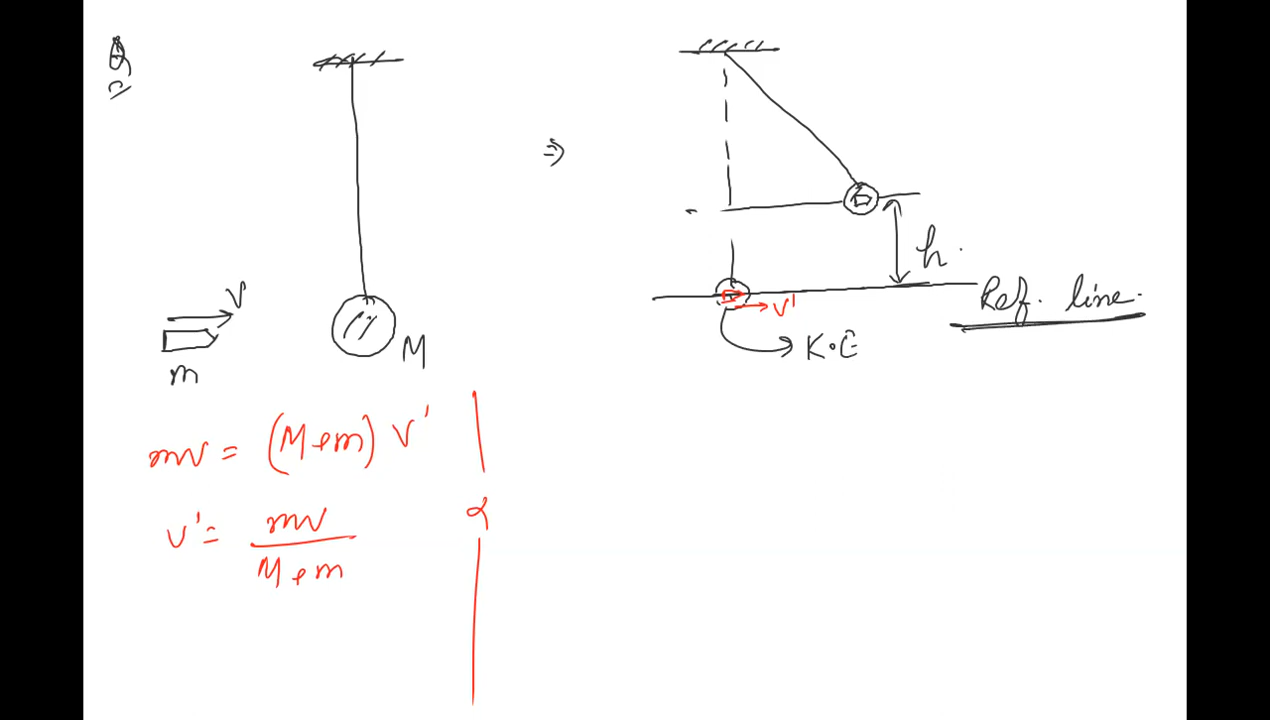 Q
v
m
M
⇒
h.
Ref. line.
v'
K.E
mv = (M+m) v'
v' = mv / M+m
&